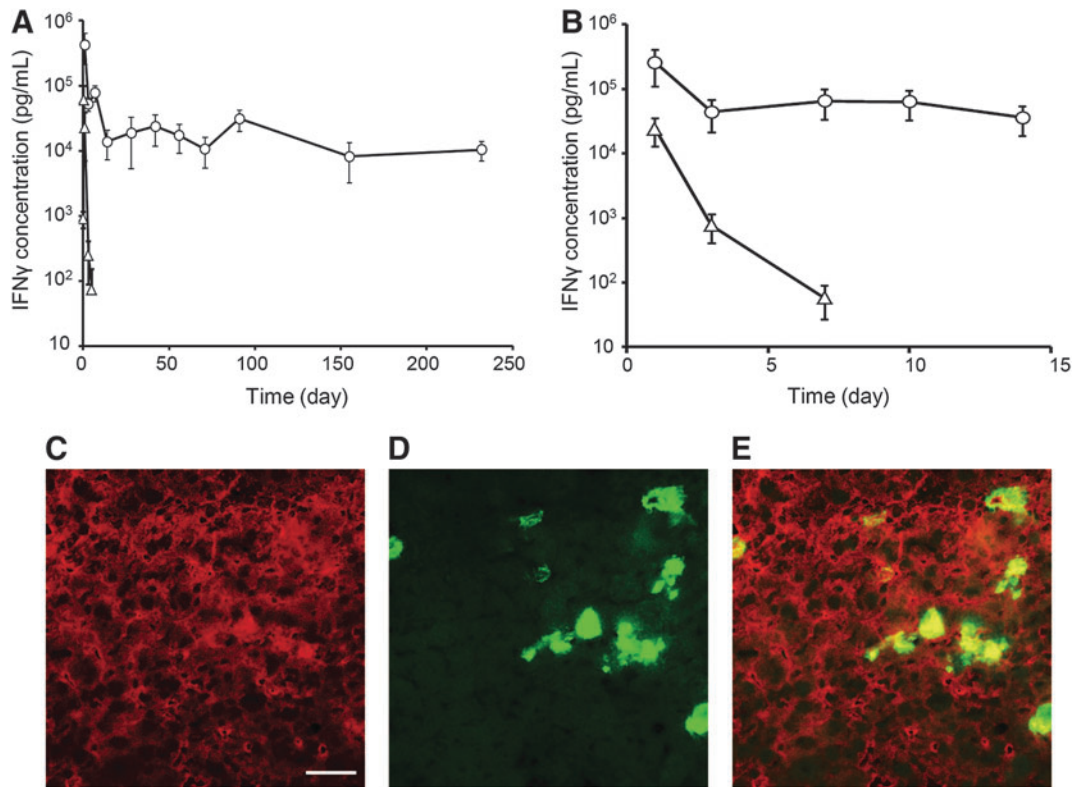 A
IFNγ concentration (pg/mL)
10⁶
10⁵
10⁴
10³
10²
10
0 50 100 150 200 250
Time (day)
B
IFNγ concentration (pg/mL)
10⁶
10⁵
10⁴
10³
10²
10
0 5 10 15
Time (day)
C
D
E